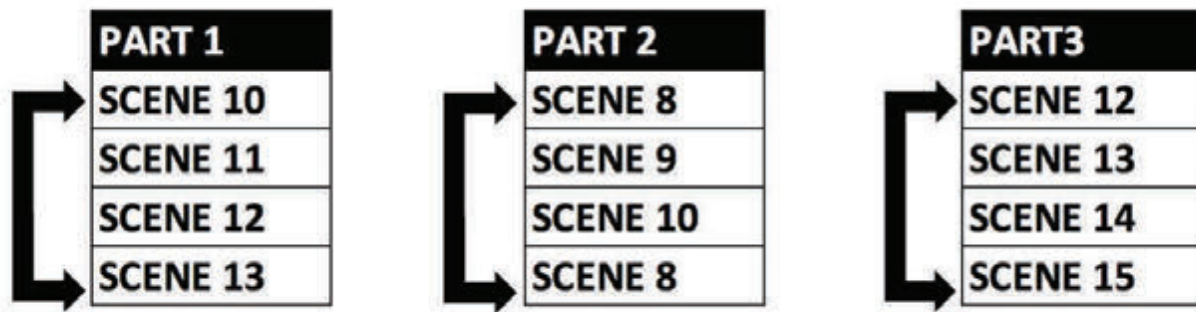 PART 1
SCENE 10
SCENE 11
SCENE 12
SCENE 13
PART 2
SCENE 8
SCENE 9
SCENE 10
SCENE 8
PART3
SCENE 12
SCENE 13
SCENE 14
SCENE 15